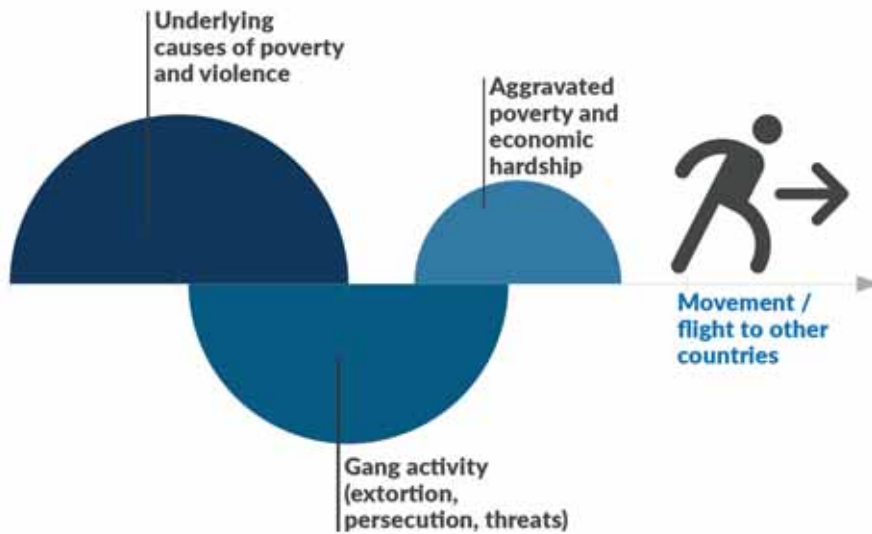 Underlying
causes of poverty
and violence
Aggravated
poverty and
economic
hardship
Movement /
flight to other
countries
Gang activity
(extortion,
persecution, threats)